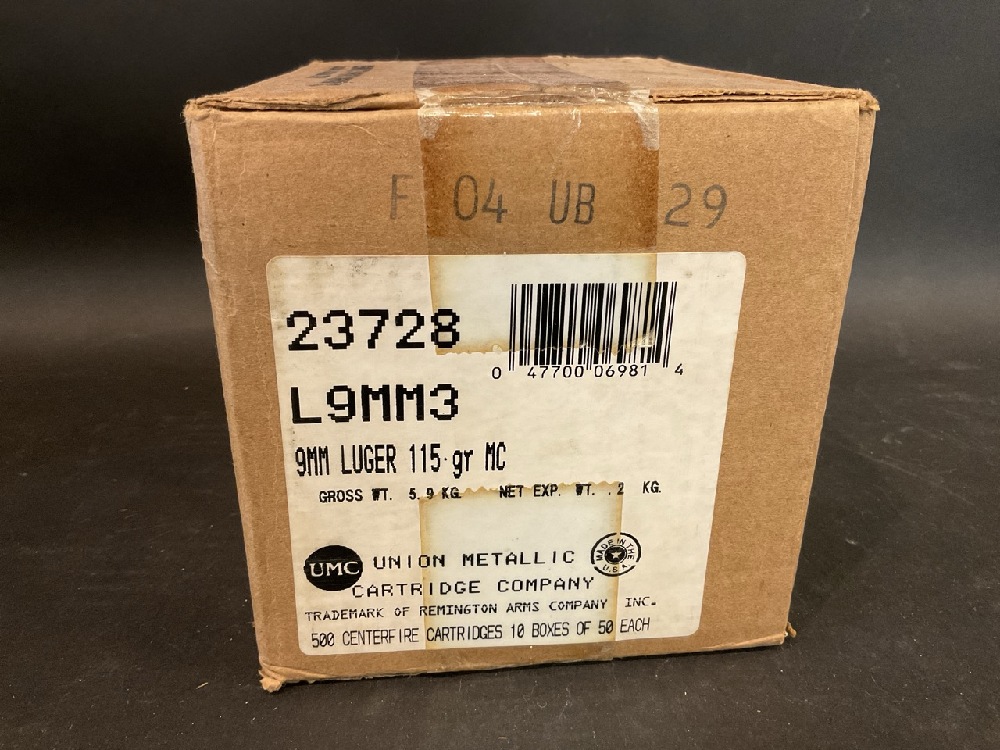 F 04 UB 29
23728
0 47700 06981 4
L9MM3
9MM LUGER 115 gr MC
GROSS WT. 5.9 KG. NET EXP. WT. .2 KG.
UMC UNION METALLIC
MADE IN THE U.S.A.
CARTRIDGE COMPANY
TRADEMARK OF REMINGTON ARMS COMPANY INC.
500 CENTERFIRE CARTRIDGES 10 BOXES OF 50 EACH